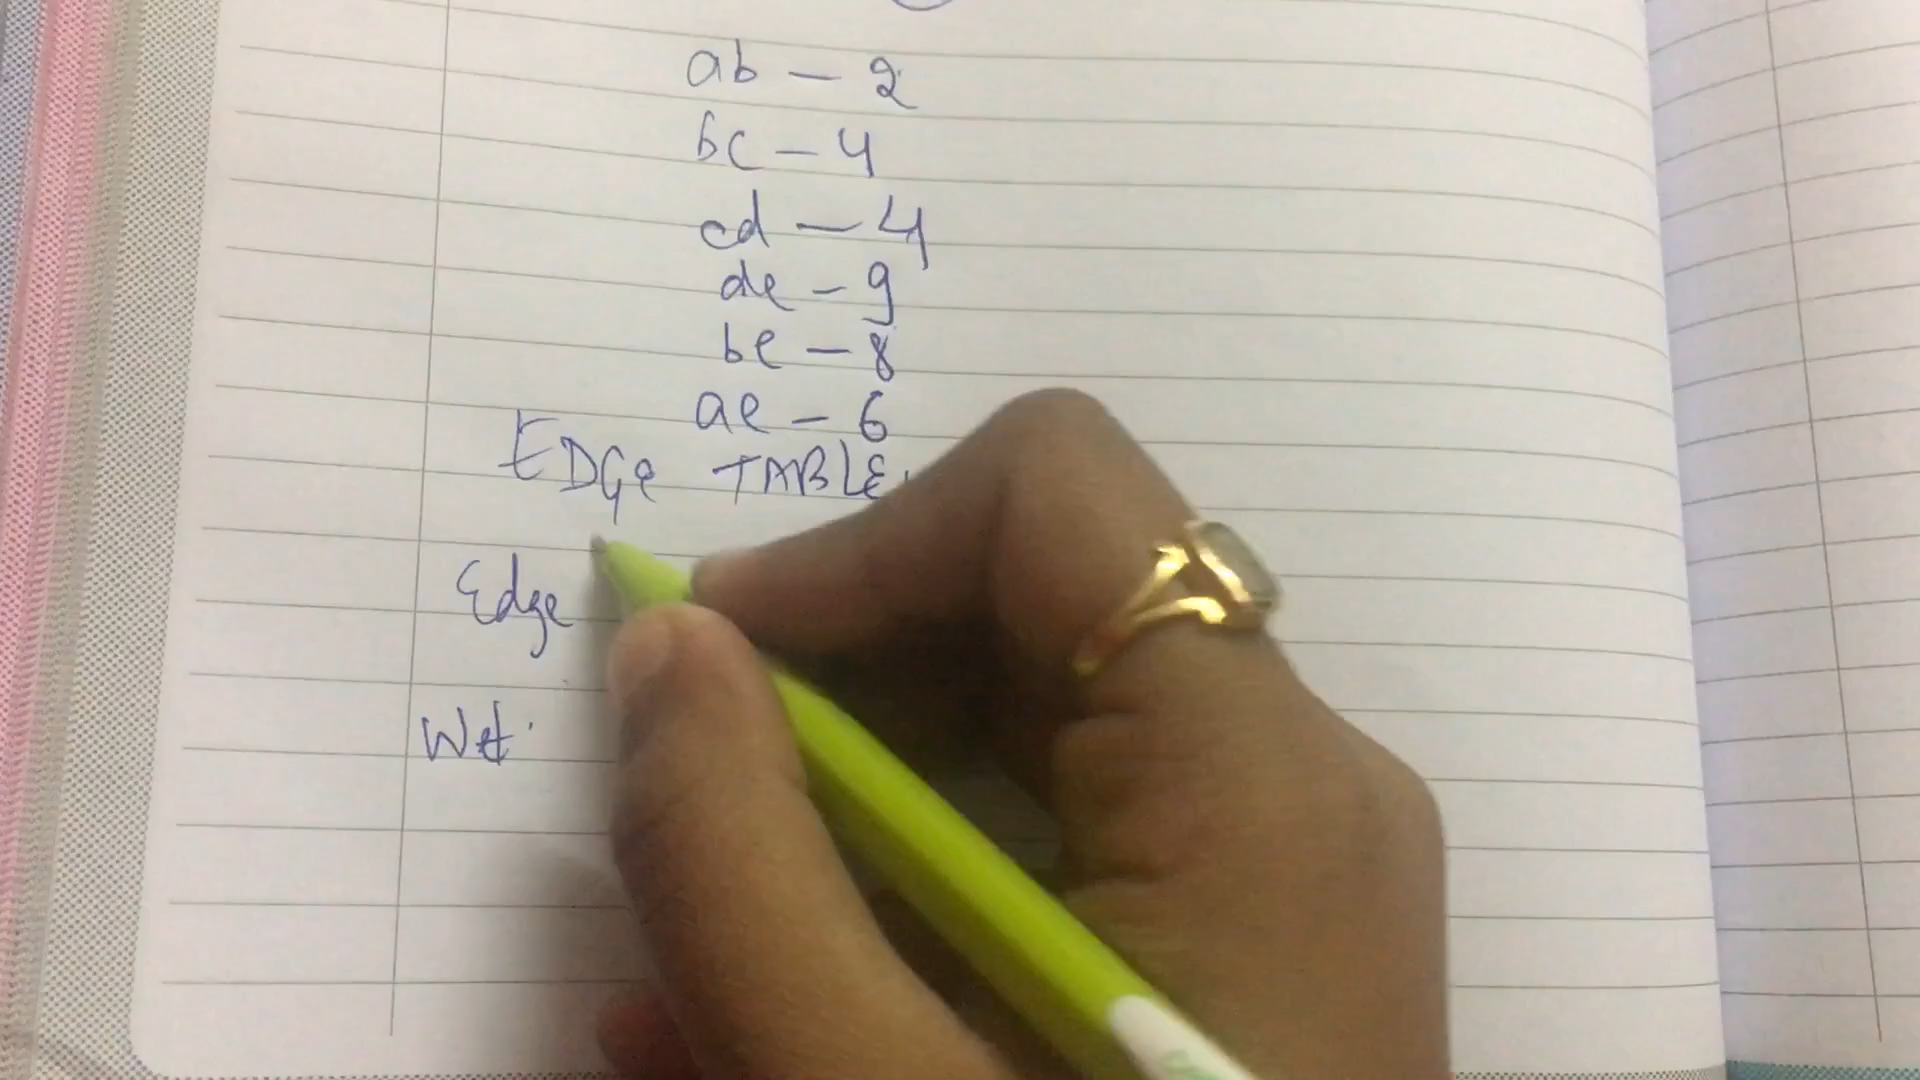 ab - 2
bc - 4
cd - 4
de - 9
be - 8
ae - 6
EDGe TABLE
Edge
Wt.